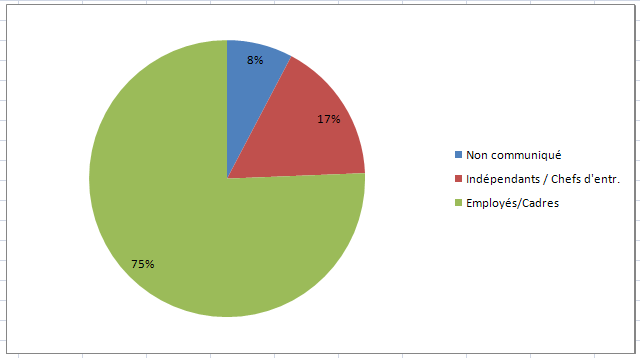 8%
17%
75%
Non communiqué
Indépendants / Chefs d'entr.
Employés/Cadres